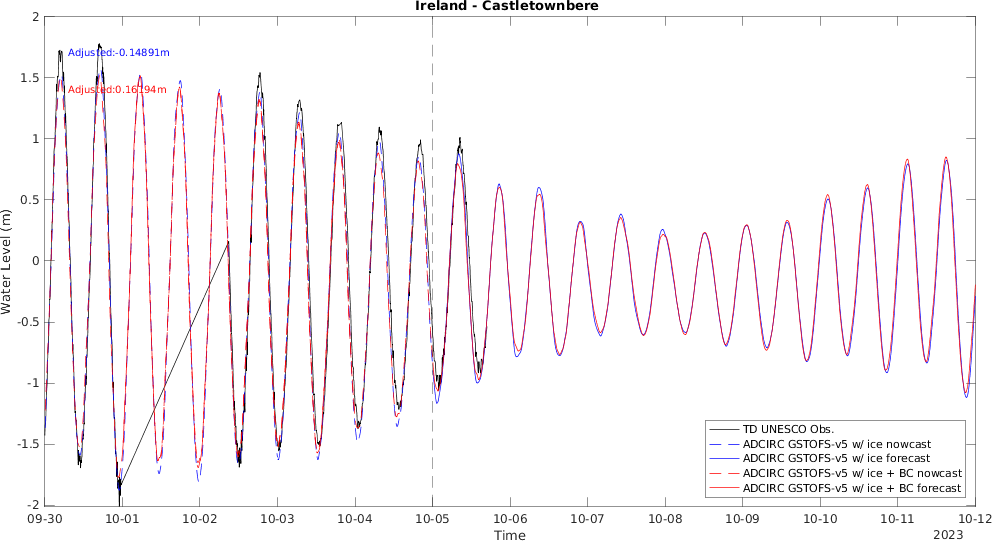 Ireland - Castletownbere
2
1.5
1
0.5
0
-0.5
-1
-1.5
-2
Water Level (m)
Adjusted:-0.14891m
Adjusted:0.16194m
TD UNESCO Obs.
ADCIRC GSTOFS-v5 w/ ice nowcast
ADCIRC GSTOFS-v5 w/ ice forecast
ADCIRC GSTOFS-v5 w/ ice + BC nowcast
ADCIRC GSTOFS-v5 w/ ice + BC forecast
09-30 10-01 10-02 10-03 10-04 10-05 10-06 10-07 10-08 10-09 10-10 10-11 10-12
Time
2023